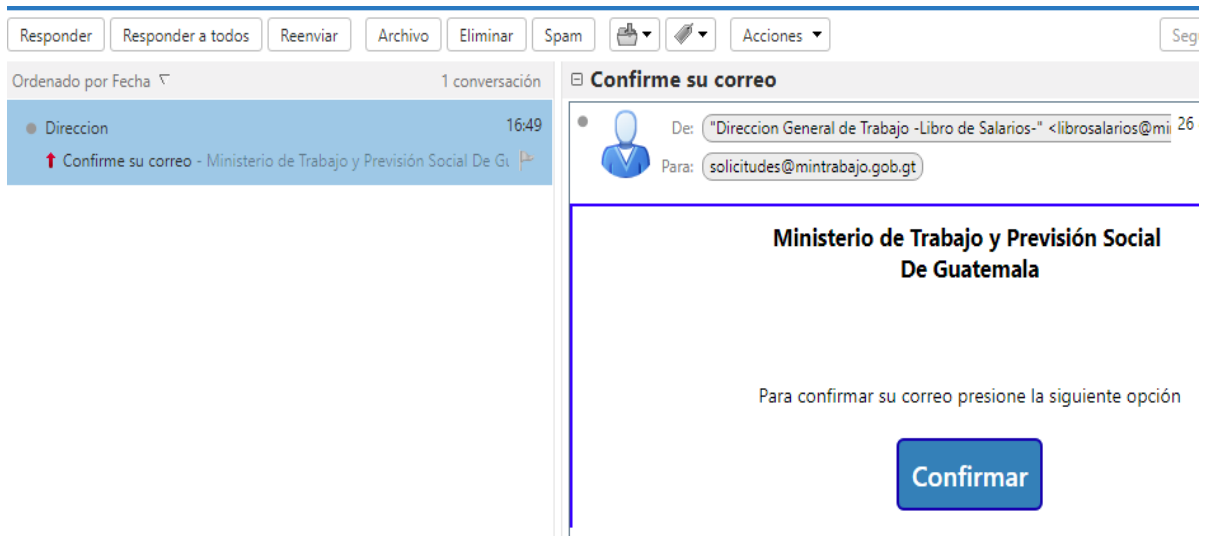 Responder Responder a todos Reenviar Archivo Eliminar Spam Acciones
Ordenado por Fecha 1 conversación
Direccion 16:49
Confirme su correo - Ministerio de Trabajo y Previsión Social De
Confirme su correo
De: "Direccion General de Trabajo -Libro de Salarios-" <librosalarios@mi 26
Para: solicitudes@mintrabajo.gob.gt
Ministerio de Trabajo y Previsión Social
De Guatemala
Para confirmar su correo presione la siguiente opción
Confirmar